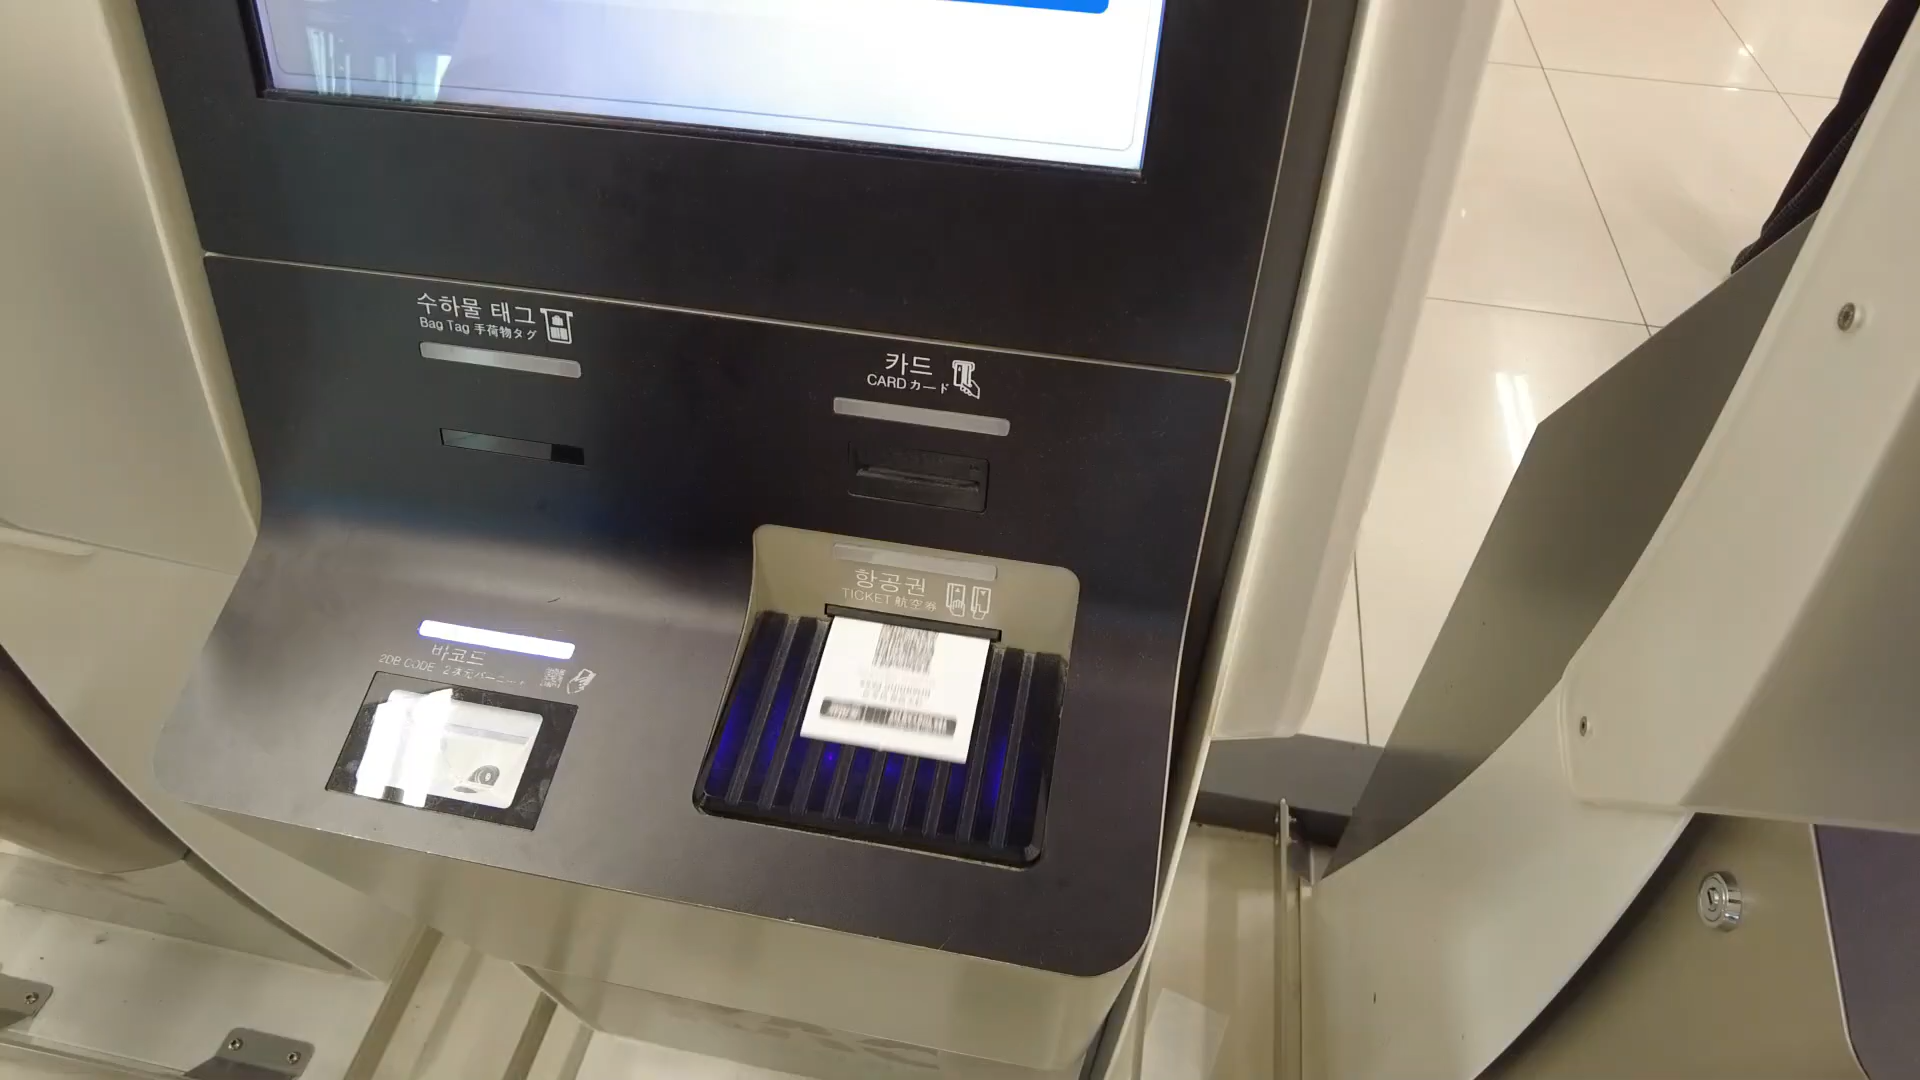 수하물 태그
Bag Tag 手荷物タグ
카드
CARD カード
항공권
TICKET 航空券
바코드
2DB CODE 2次元バーコード